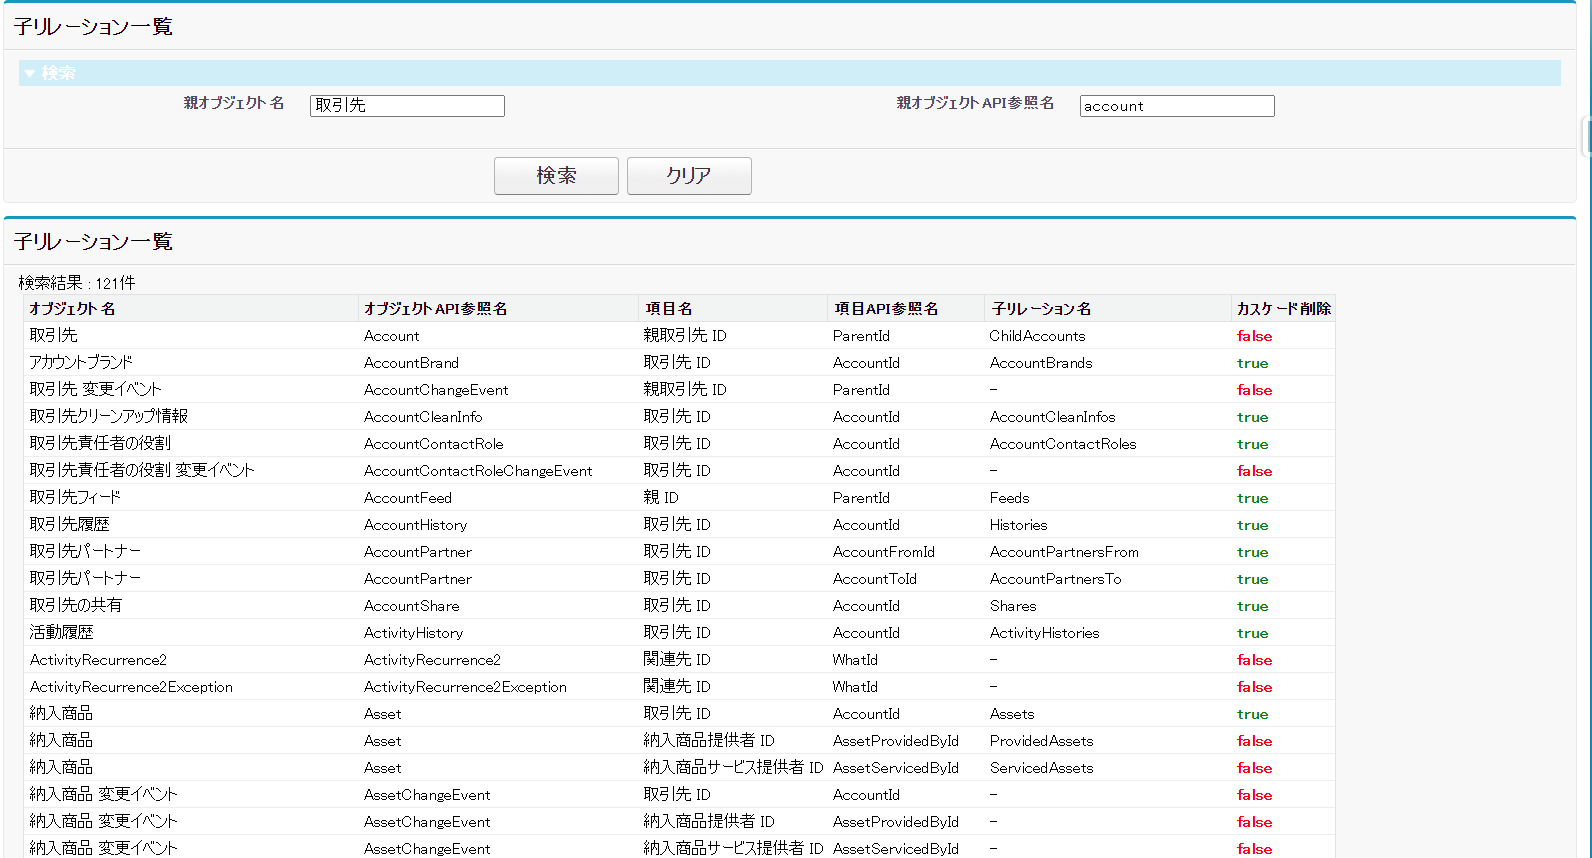 子リレーション一覧
▼ 検索
親オブジェクト名 取引先 親オブジェクトAPI参照名 account
検索 クリア
子リレーション一覧
検索結果 : 121件
オブジェクト名 オブジェクトAPI参照名 項目名 項目API参照名 子リレーション名 カスケード削除
取引先 Account 親取引先 ID ParentId ChildAccounts false
アカウントブランド AccountBrand 取引先 ID AccountId AccountBrands true
取引先 変更イベント AccountChangeEvent 親取引先 ID ParentId - false
取引先クリーンアップ情報 AccountCleanInfo 取引先 ID AccountId AccountCleanInfos true
取引先責任者の役割 AccountContactRole 取引先 ID AccountId AccountContactRoles true
取引先責任者の役割 変更イベント AccountContactRoleChangeEvent 取引先 ID AccountId - false
取引先フィード AccountFeed 親 ID ParentId Feeds true
取引先履歴 AccountHistory 取引先 ID AccountId Histories true
取引先パートナー AccountPartner 取引先 ID AccountFromId AccountPartnersFrom true
取引先パートナー AccountPartner 取引先 ID AccountToId AccountPartnersTo true
取引先の共有 AccountShare 取引先 ID AccountId Shares true
活動履歴 ActivityHistory 取引先 ID AccountId ActivityHistories true
ActivityRecurrence2 ActivityRecurrence2 関連先 ID WhatId - false
ActivityRecurrence2Exception ActivityRecurrence2Exception 関連先 ID WhatId - false
納入商品 Asset 取引先 ID AccountId Assets true
納入商品 Asset 納入商品提供者 ID AssetProvidedById ProvidedAssets false
納入商品 Asset 納入商品サービス提供者 ID AssetServicedById ServicedAssets false
納入商品 変更イベント AssetChangeEvent 取引先 ID AccountId - false
納入商品 変更イベント AssetChangeEvent 納入商品提供者 ID AssetProvidedById - false
納入商品 変更イベント AssetChangeEvent 納入商品サービス提供者 ID AssetServicedById - false